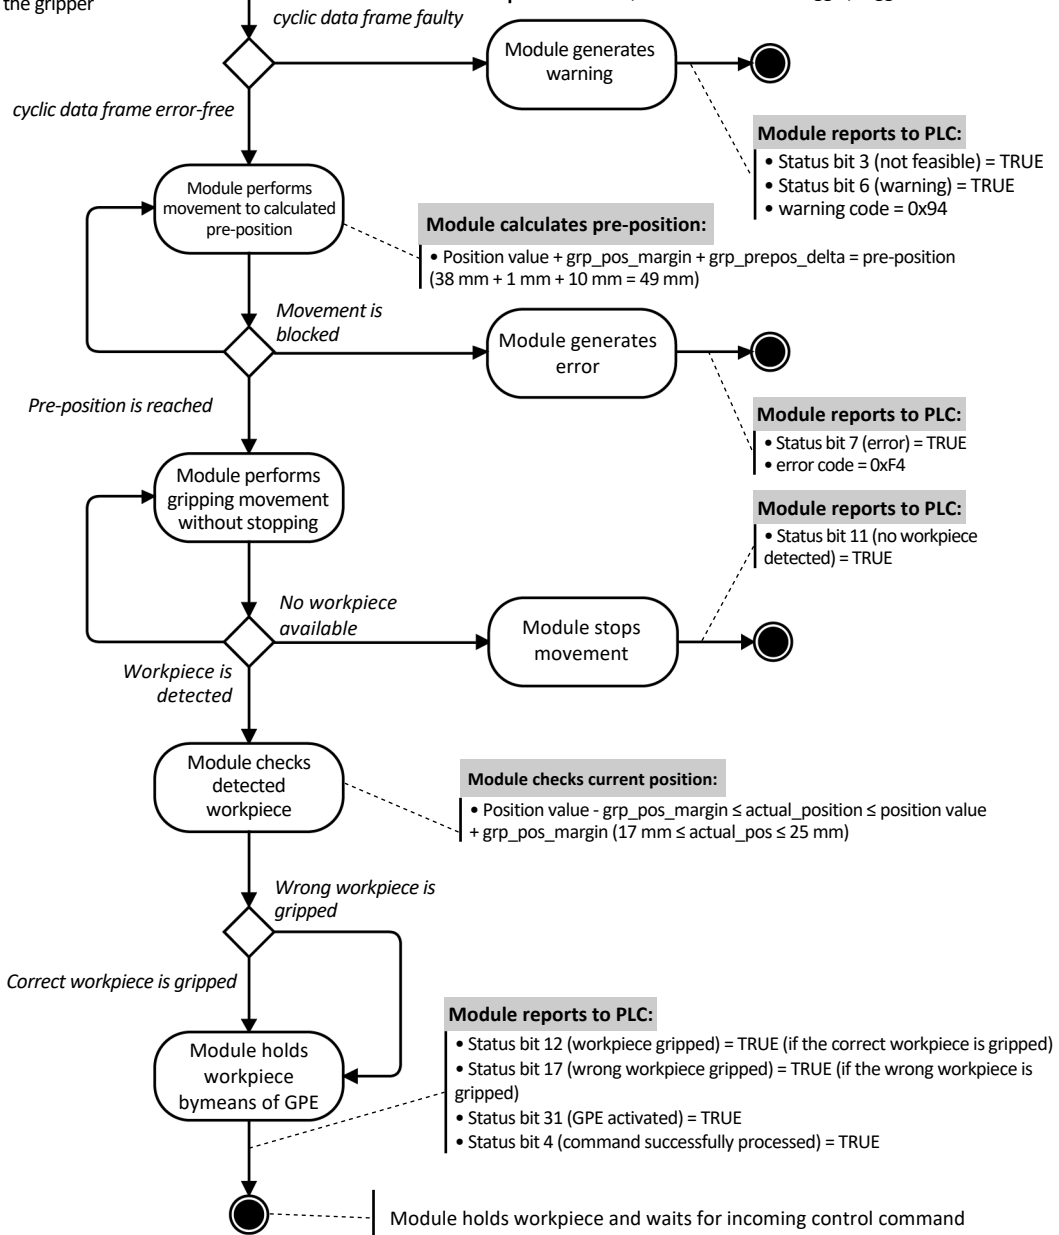 the gripper
cyclic data frame faulty
Module generates
warning
cyclic data frame error-free
Module reports to PLC:
• Status bit 3 (not feasible) = TRUE
• Status bit 6 (warning) = TRUE
• warning code = 0x94
Module performs
movement to calculated
pre-position
Module calculates pre-position:
• Position value + grp_pos_margin + grp_prepos_delta = pre-position
(38 mm + 1 mm + 10 mm = 49 mm)
Movement is
blocked
Module generates
error
Pre-position is reached
Module reports to PLC:
• Status bit 7 (error) = TRUE
• error code = 0xF4
Module performs
gripping movement
without stopping
Module reports to PLC:
• Status bit 11 (no workpiece
detected) = TRUE
No workpiece
available
Module stops
movement
Workpiece is
detected
Module checks
detected
workpiece
Module checks current position:
• Position value - grp_pos_margin ≤ actual_position ≤ position value
+ grp_pos_margin (17 mm ≤ actual_pos ≤ 25 mm)
Wrong workpiece is
gripped
Correct workpiece is gripped
Module holds
workpiece
bymeans of GPE
Module reports to PLC:
• Status bit 12 (workpiece gripped) = TRUE (if the correct workpiece is gripped)
• Status bit 17 (wrong workpiece gripped) = TRUE (if the wrong workpiece is
gripped)
• Status bit 31 (GPE activated) = TRUE
• Status bit 4 (command successfully processed) = TRUE
Module holds workpiece and waits for incoming control command